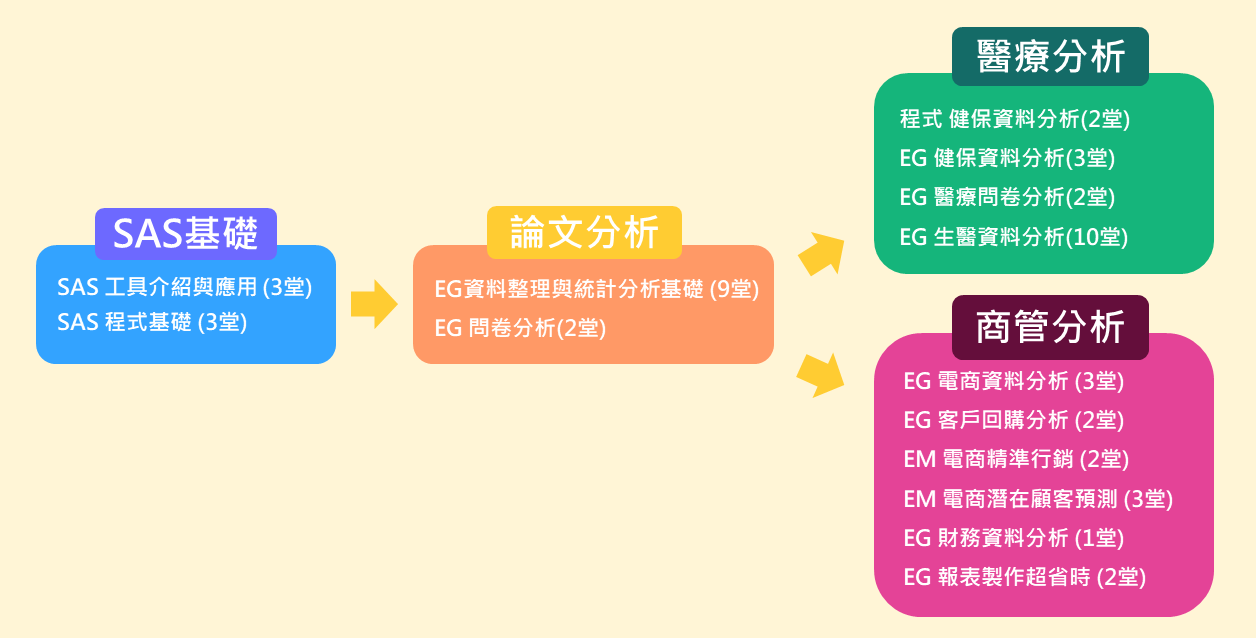 SAS基礎
SAS 工具介紹與應用 (3堂)
SAS 程式基礎 (3堂)
論文分析
EG資料整理與統計分析基礎 (9堂)
EG 問卷分析(2堂)
醫療分析
程式 健保資料分析(2堂)
EG 健保資料分析(3堂)
EG 醫療問卷分析(2堂)
EG 生醫資料分析(10堂)
商管分析
EG 電商資料分析 (3堂)
EG 客戶回購分析 (2堂)
EM 電商精準行銷 (2堂)
EM 電商潛在顧客預測 (3堂)
EG 財務資料分析 (1堂)
EG 報表製作超省時 (2堂)